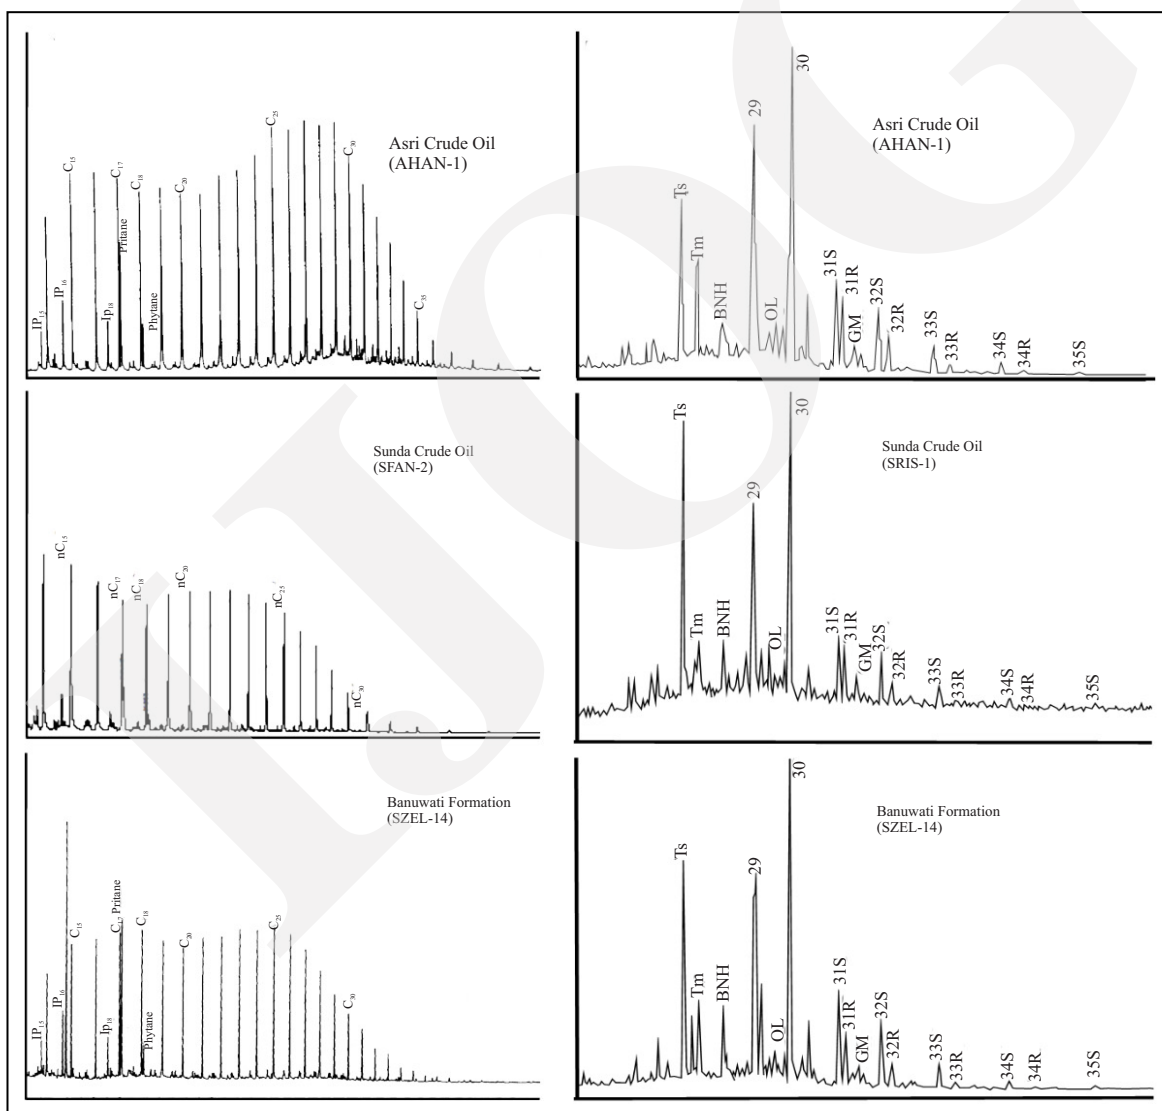 Asri Crude Oil
(AHAN-1)
IP₁₅
IP₁₆
C₁₅
Ip₁₈
C₁₇
Pritane
C₁₈
Phytane
C₂₀
C₂₅
C₃₀
C₃₅
Asri Crude Oil
(AHAN-1)
Ts
Tm
BNH
29
OL
30
31S
31R
GM
32S
32R
33S
33R
34S
34R
35S
Sunda Crude Oil
(SFAN-2)
nC₁₅
nC₁₇
nC₁₈
nC₂₀
nC₂₅
nC₃₀
Sunda Crude Oil
(SRIS-1)
Ts
Tm
BNH
29
OL
30
31S
31R
GM
32S
32R
33S
33R
34S
34R
35S
Banuwati Formation
(SZEL-14)
IP₁₅
IP₁₆
C₁₅
Ip₁₈
C₁₇ Pritane
C₁₈
Phytane
C₂₀
C₂₅
C₃₀
Banuwati Formation
(SZEL-14)
Ts
Tm
BNH
29
OL
30
31S
31R
GM
32S
32R
33S
33R
34S
34R
35S
IJOG